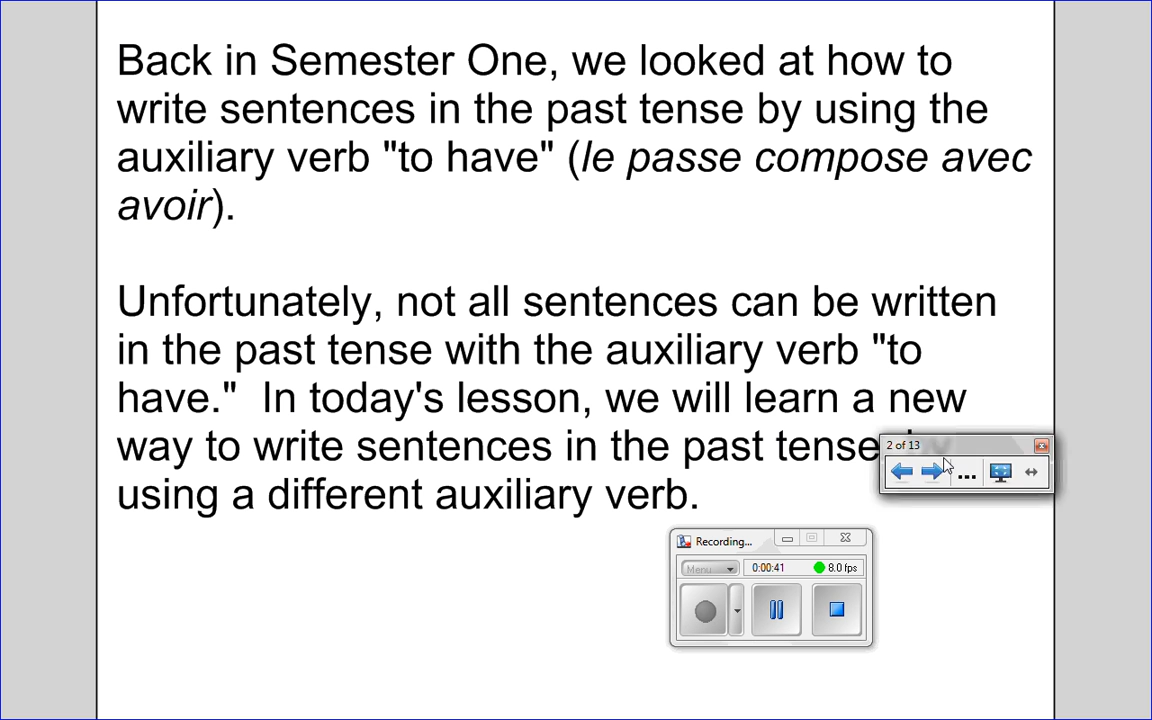 Back in Semester One, we looked at how to
write sentences in the past tense by using the
auxiliary verb "to have" (le passe compose avec
avoir).
Unfortunately, not all sentences can be written
in the past tense with the auxiliary verb "to
have."  In today's lesson, we will learn a new
way to write sentences in the past tense
using a different auxiliary verb.
2 of 13
...
Recording...
Menu
0:00:41
8.0 fps